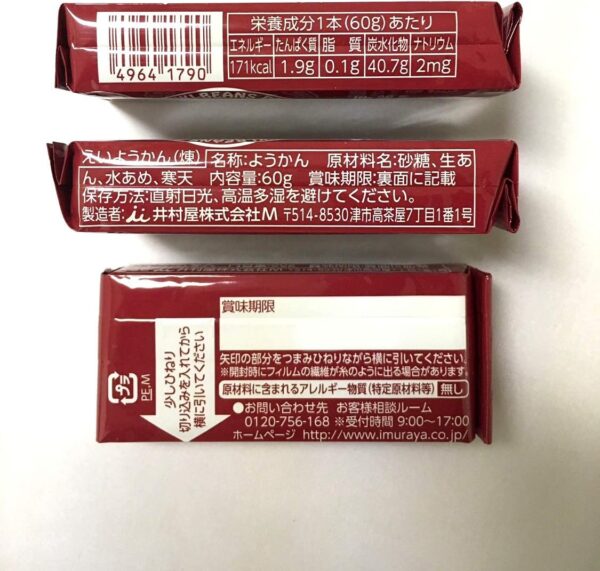 栄養成分1本(60g)あたり
エネルギー たんぱく質 脂 質 炭水化物 ナトリウム
171kcal 1.9g 0.1g 40.7g 2mg
4964 1790
BEANS
えいようかん(煉) 名称:ようかん 原材料名:砂糖、生あ
ん、水あめ、寒天 内容量:60g 賞味期限:裏面に記載
保存方法:直射日光、高温多湿を避けてください。
製造者: 井村屋株式会社M 〒514-8530津市高茶屋7丁目1番1号
賞味期限
少しひねり
切り込みを入れてから
横に引いてください
プラ
PE,M
矢印の部分をつまみひねりながら横に引いてください。
※開封時にフィルムの繊維が糸のように出る場合があります。
原材料に含まれるアレルギー物質(特定原材料等) 無し
●お問い合わせ先 お客様相談ルーム
0120-756-168 ※受付時間 9:00~17:00
ホームページ http://www.imuraya.co.jp/